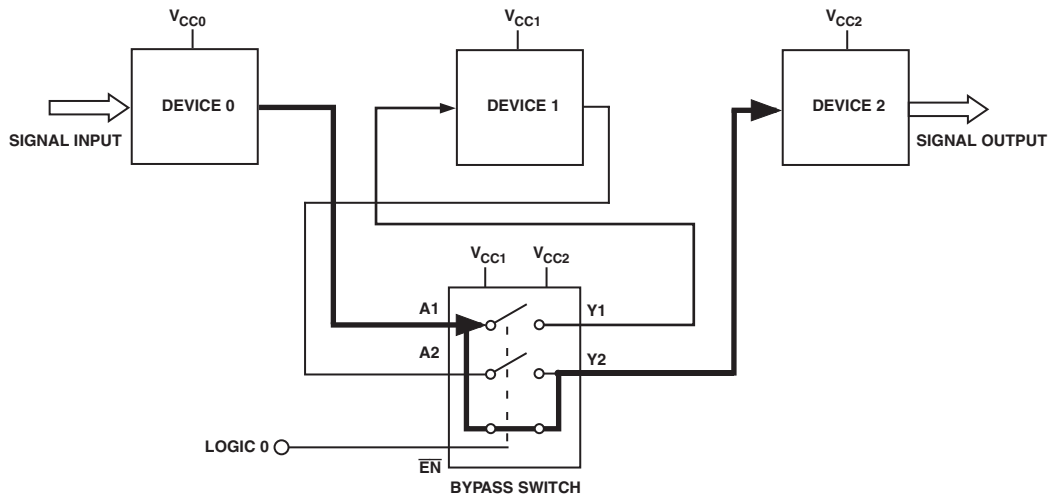 VCC0
VCC1
VCC2
DEVICE 0
DEVICE 1
DEVICE 2
SIGNAL INPUT
SIGNAL OUTPUT
VCC1
VCC2
A1
Y1
A2
Y2
LOGIC 0
EN
BYPASS SWITCH